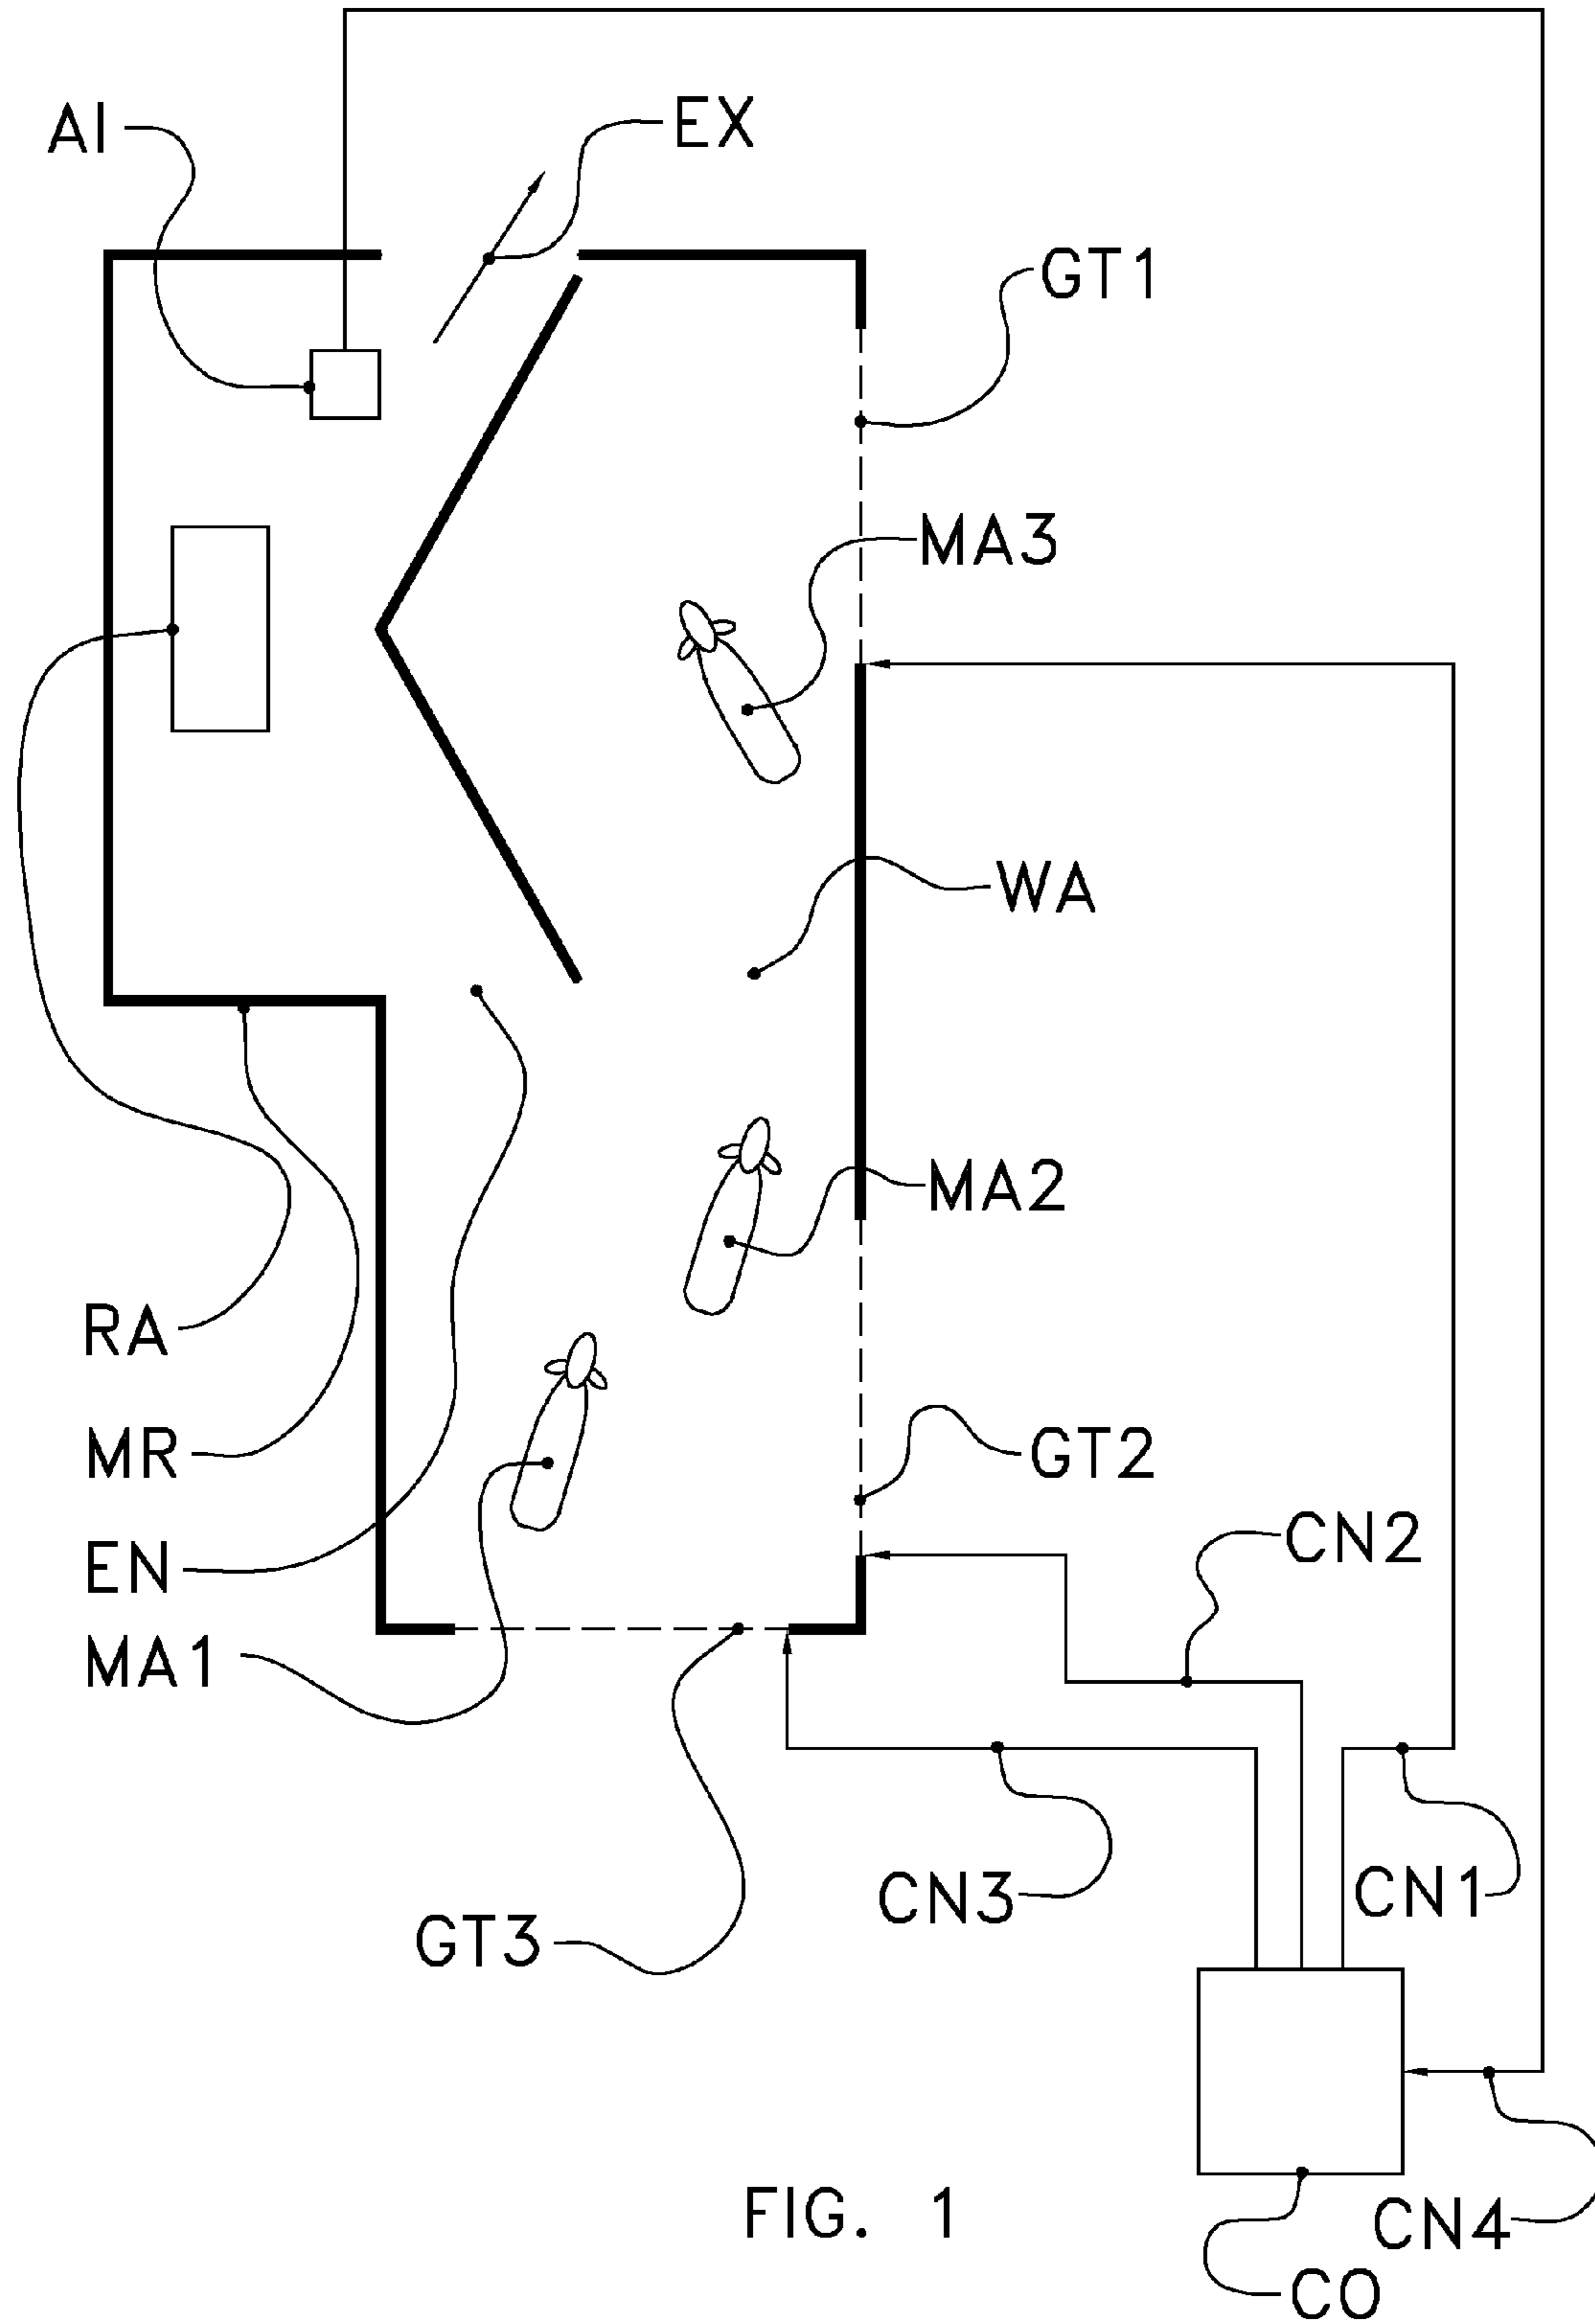 AI
EX
GT1
MA3
WA
MA2
RA
MR
GT2
CN2
EN
MA1
CN3
CN1
GT3
FIG. 1
CN4
CO